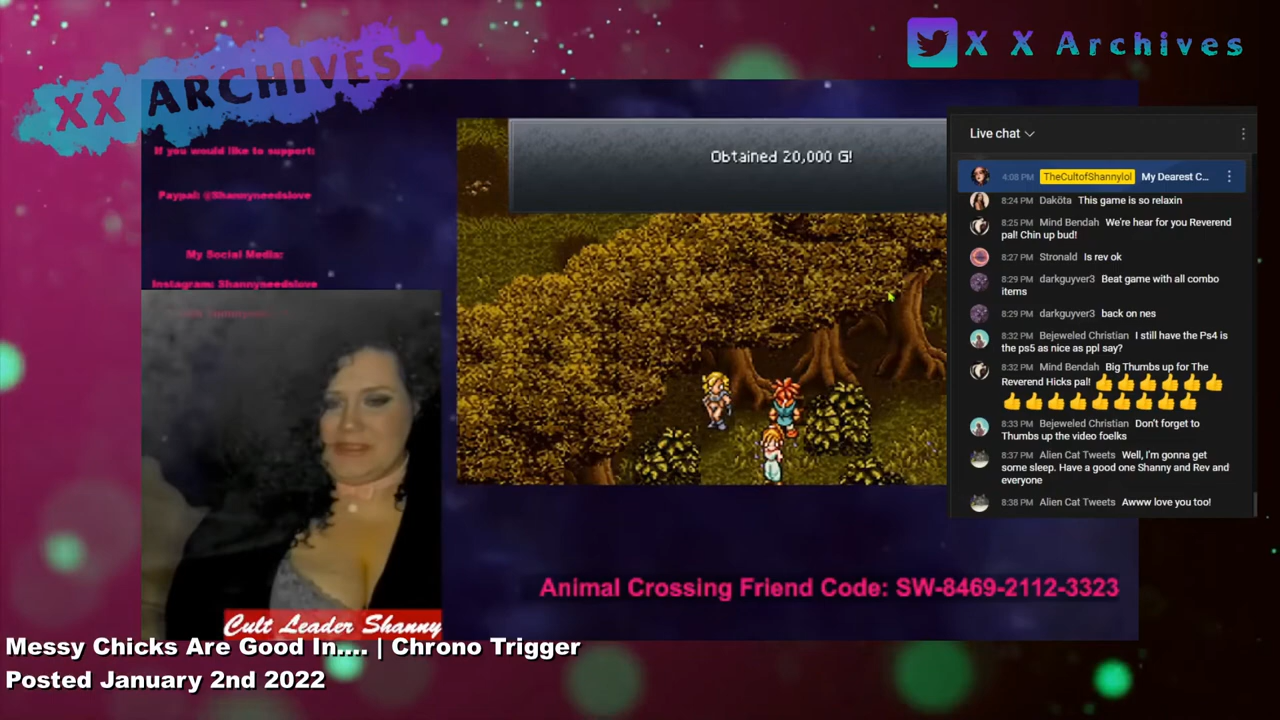 XX ARCHIVES
X X Archives
If you would like to support:
Paypal: @Shannyneedslove
My Social Media:
Instagram: Shannyneedslove
Obtained 20,000 G!
Live chat
4:08 PM TheCultofShannylol My Dearest C...
8:24 PM Daköta This game is so relaxin
8:25 PM Mind Bendah We're hear for you Reverend
pal! Chin up bud!
8:27 PM Stronald Is rev ok
8:29 PM darkguyver3 Beat game with all combo
items
8:29 PM darkguyver3 back on nes
8:32 PM Bejeweled Christian I still have the Ps4 is
the ps5 as nice as ppl say?
8:32 PM Mind Bendah Big Thumbs up for The
Reverend Hicks pal! 👍👍👍👍👍👍
👍👍👍👍👍👍👍👍👍
8:33 PM Bejeweled Christian Don't forget to
Thumbs up the video foelks
8:37 PM Alien Cat Tweets Well, I'm gonna get
some sleep. Have a good one Shanny and Rev and
everyone
8:38 PM Alien Cat Tweets Awww love you too!
Animal Crossing Friend Code: SW-8469-2112-3323
Cult Leader Shanny
Messy Chicks Are Good In.... | Chrono Trigger
Posted January 2nd 2022